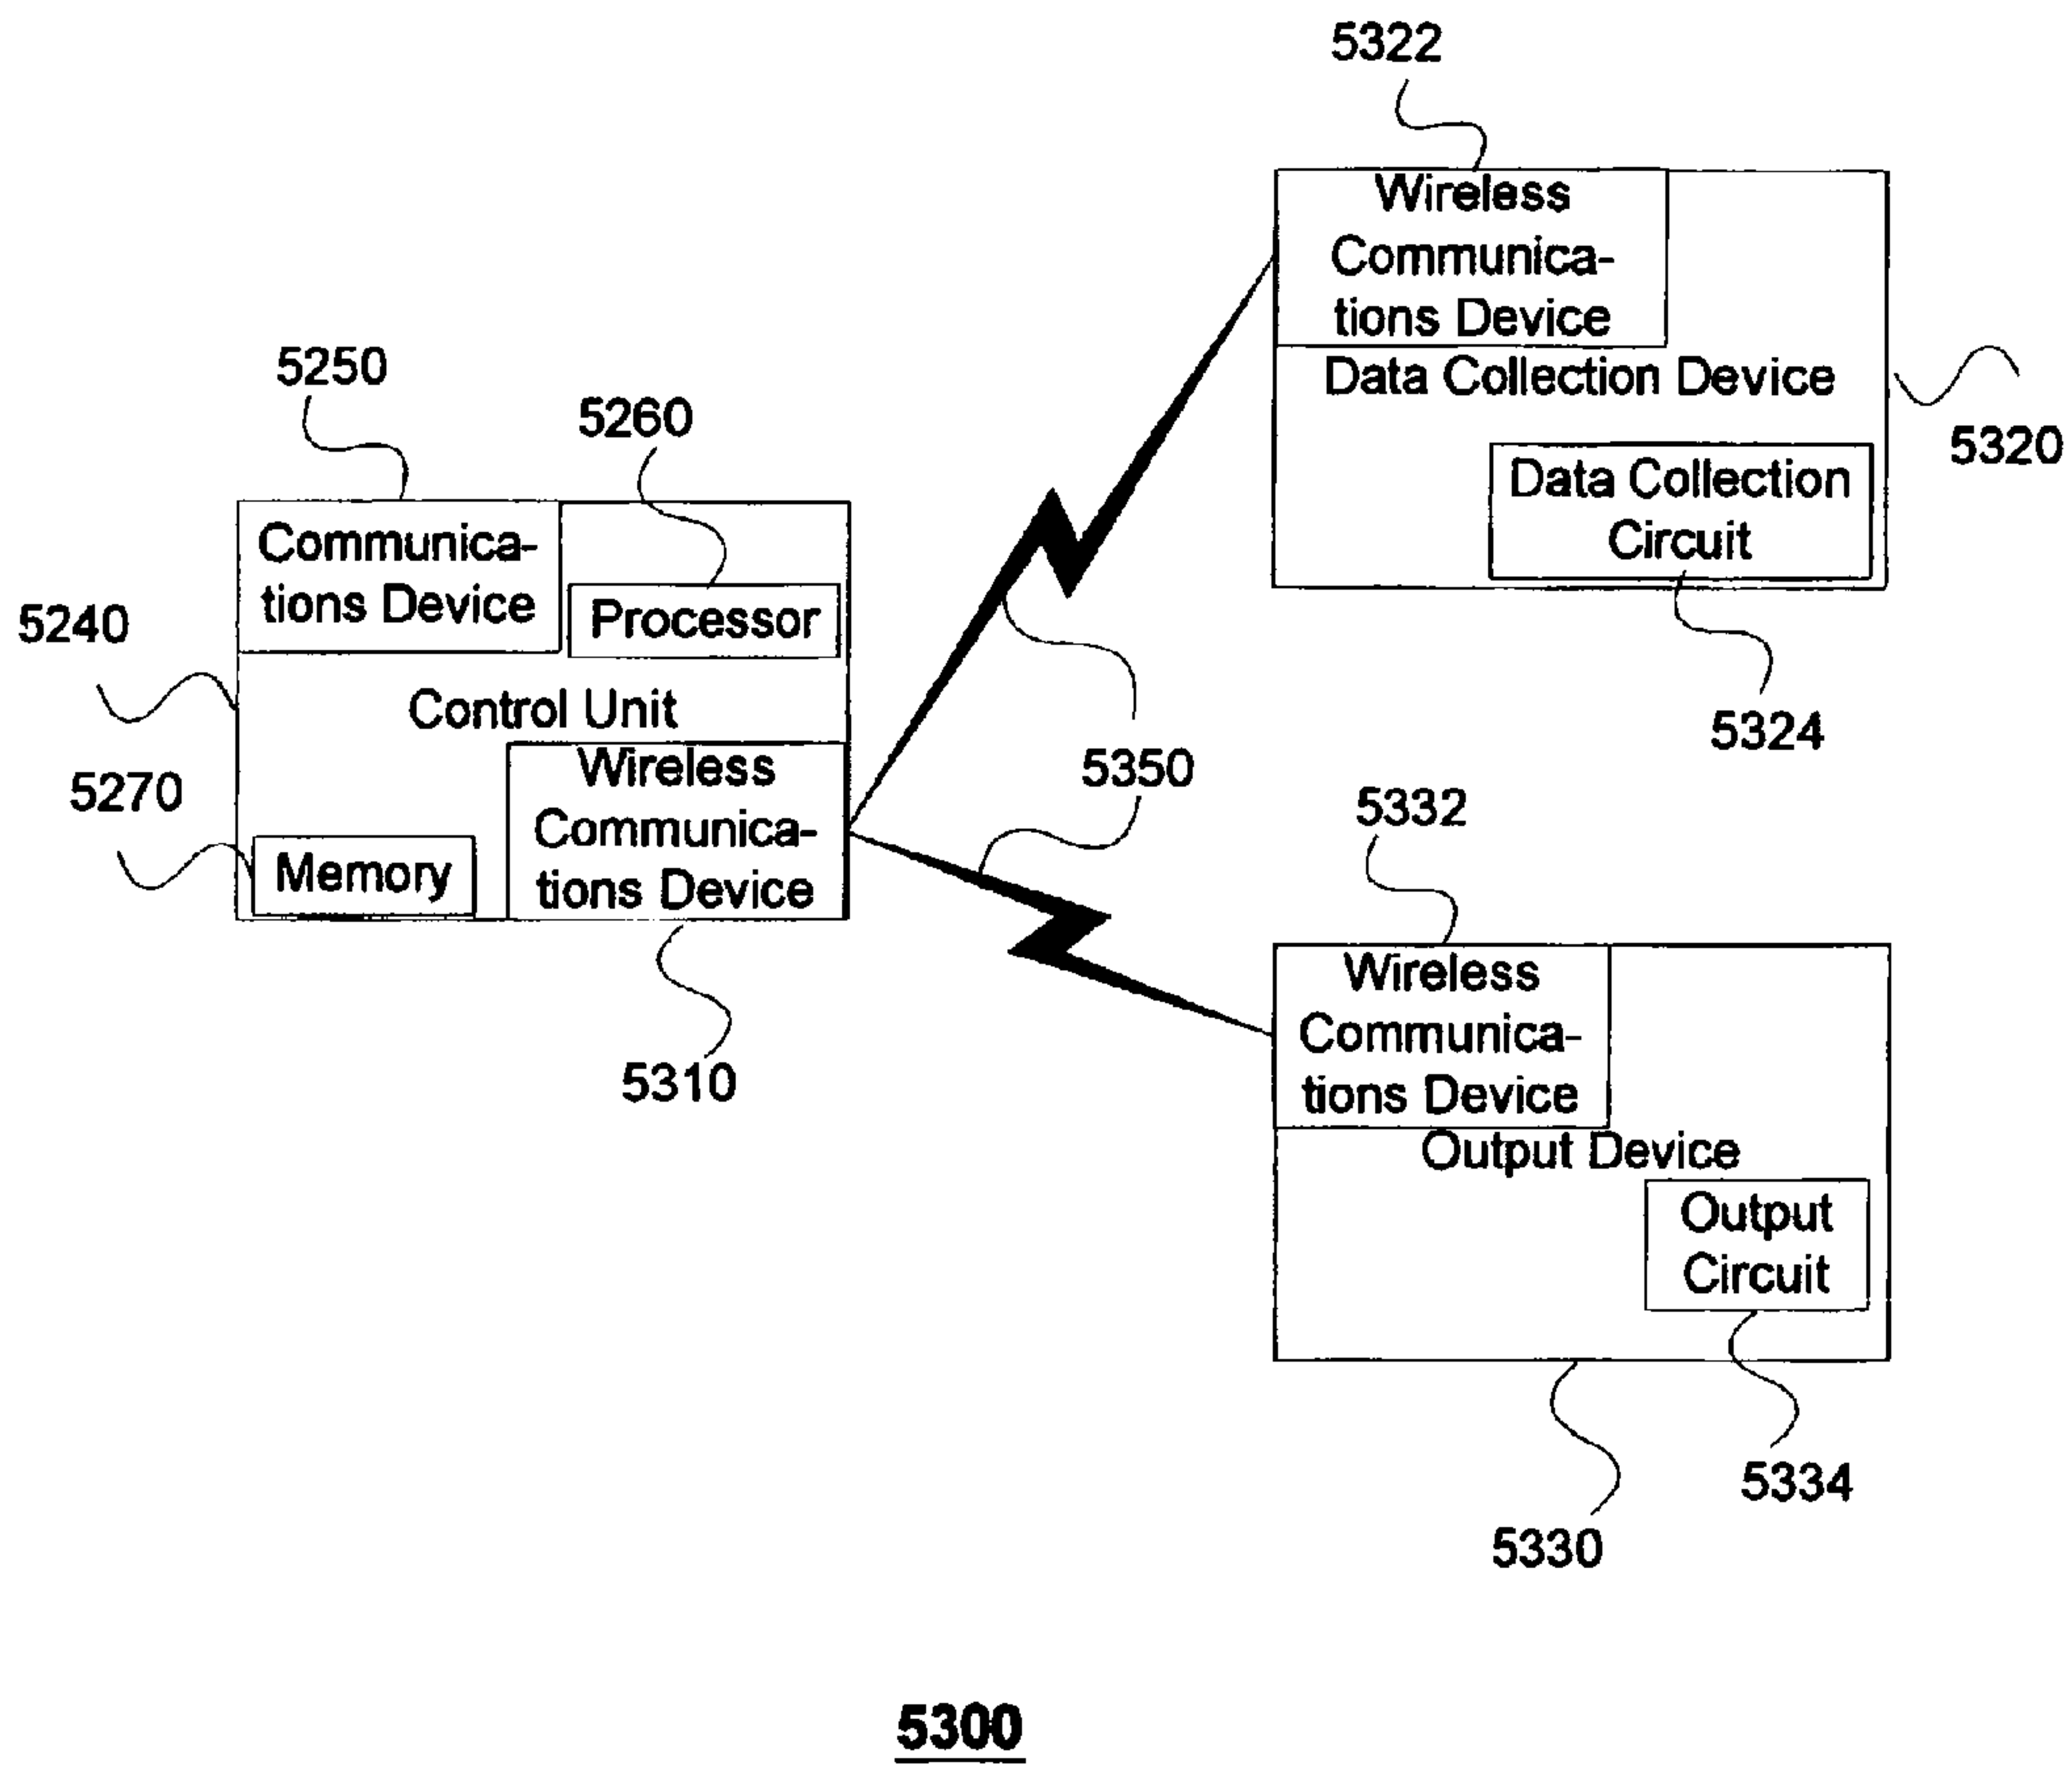 5322
Wireless
Communica-
tions Device
Data Collection Device
5320
Data Collection
Circuit
5324
5250
5260
Communica-
tions Device
Processor
5240
Control Unit
5270
Wireless
Communica-
tions Device
Memory
5310
5350
5332
Wireless
Communica-
tions Device
Output Device
Output
Circuit
5334
5330
5300